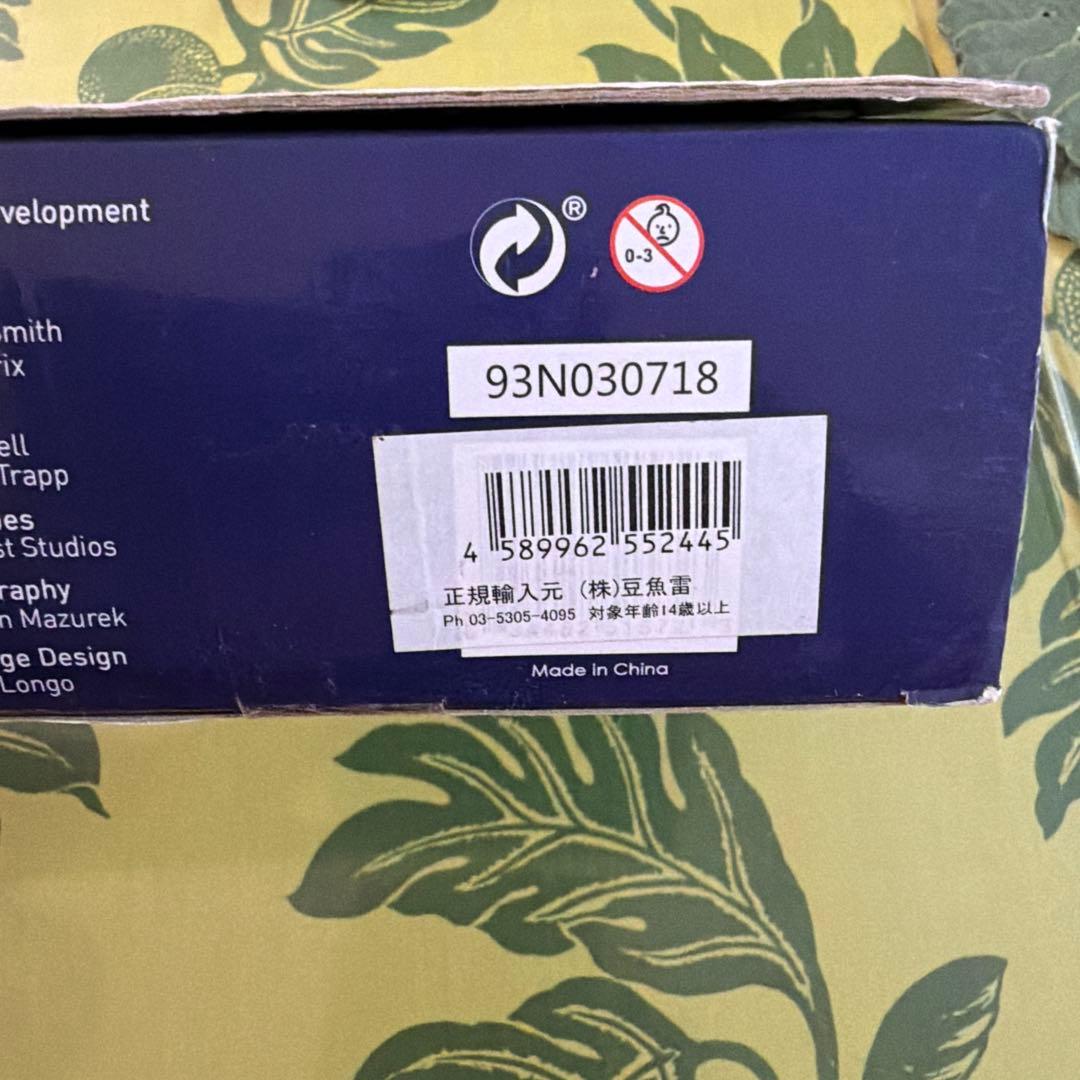 velopment
®
0-3
Smith
rix
93N030718
ell
Trapp
es
st Studios
4 589962 552445
raphy
正規輸入元 (株)豆魚雷
n Mazurek
Ph 03-5305-4095 対象年齢14歳以上
ge Design
Made in China
Longo